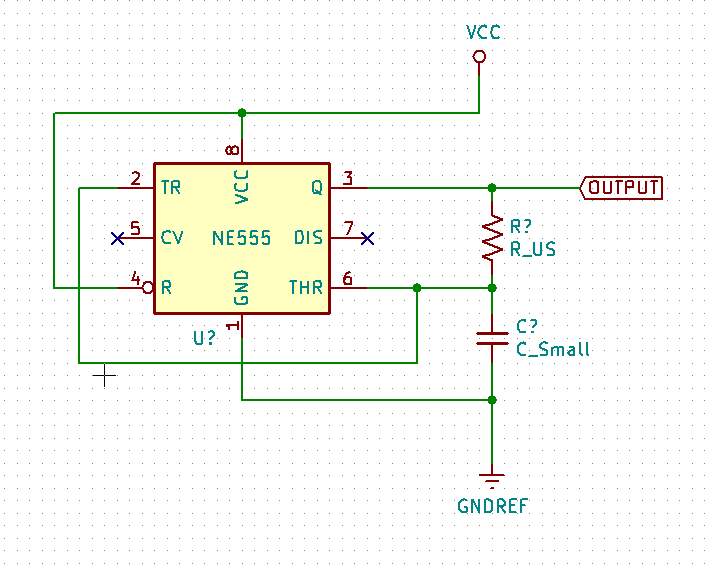 VCC
8
2
TR
VCC
Q
3
OUTPUT
5
CV
NE555
DIS
7
R?
R_US
4
R
GND
THR
6
1
U?
C?
C_Small
GNDREF